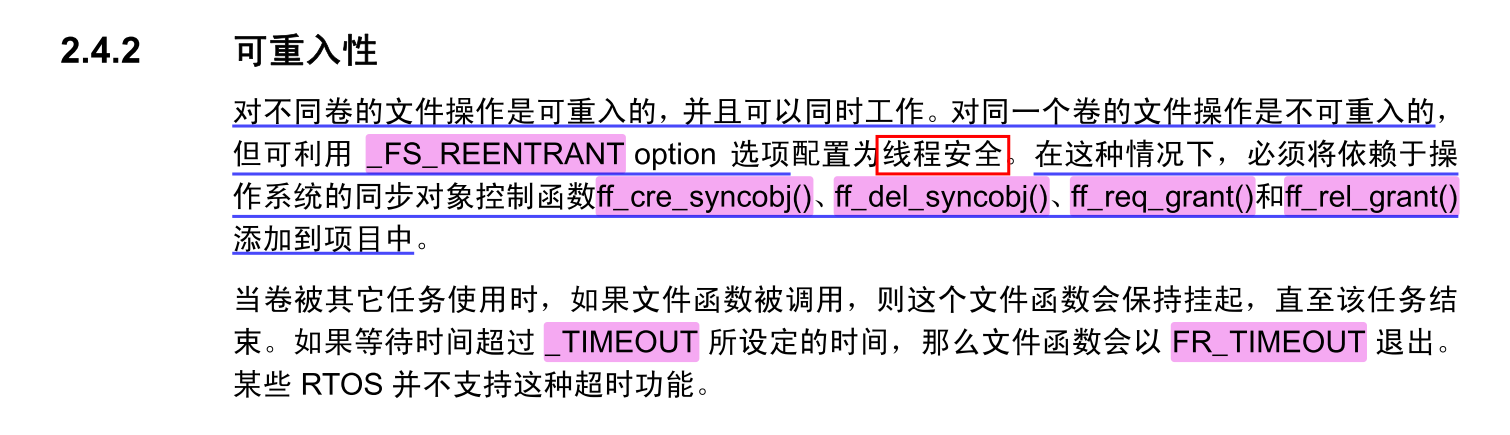 2.4.2 可重入性
对不同卷的文件操作是可重入的，并且可以同时工作。对同一个卷的文件操作是不可重入的，
但可利用 _FS_REENTRANT option 选项配置为线程安全。在这种情况下，必须将依赖于操
作系统的同步对象控制函数ff_cre_syncobj()、ff_del_syncobj()、ff_req_grant()和ff_rel_grant()
添加到项目中。
当卷被其它任务使用时，如果文件函数被调用，则这个文件函数会保持挂起，直至该任务结
束。如果等待时间超过 _TIMEOUT 所设定的时间，那么文件函数会以 FR_TIMEOUT 退出。
某些 RTOS 并不支持这种超时功能。